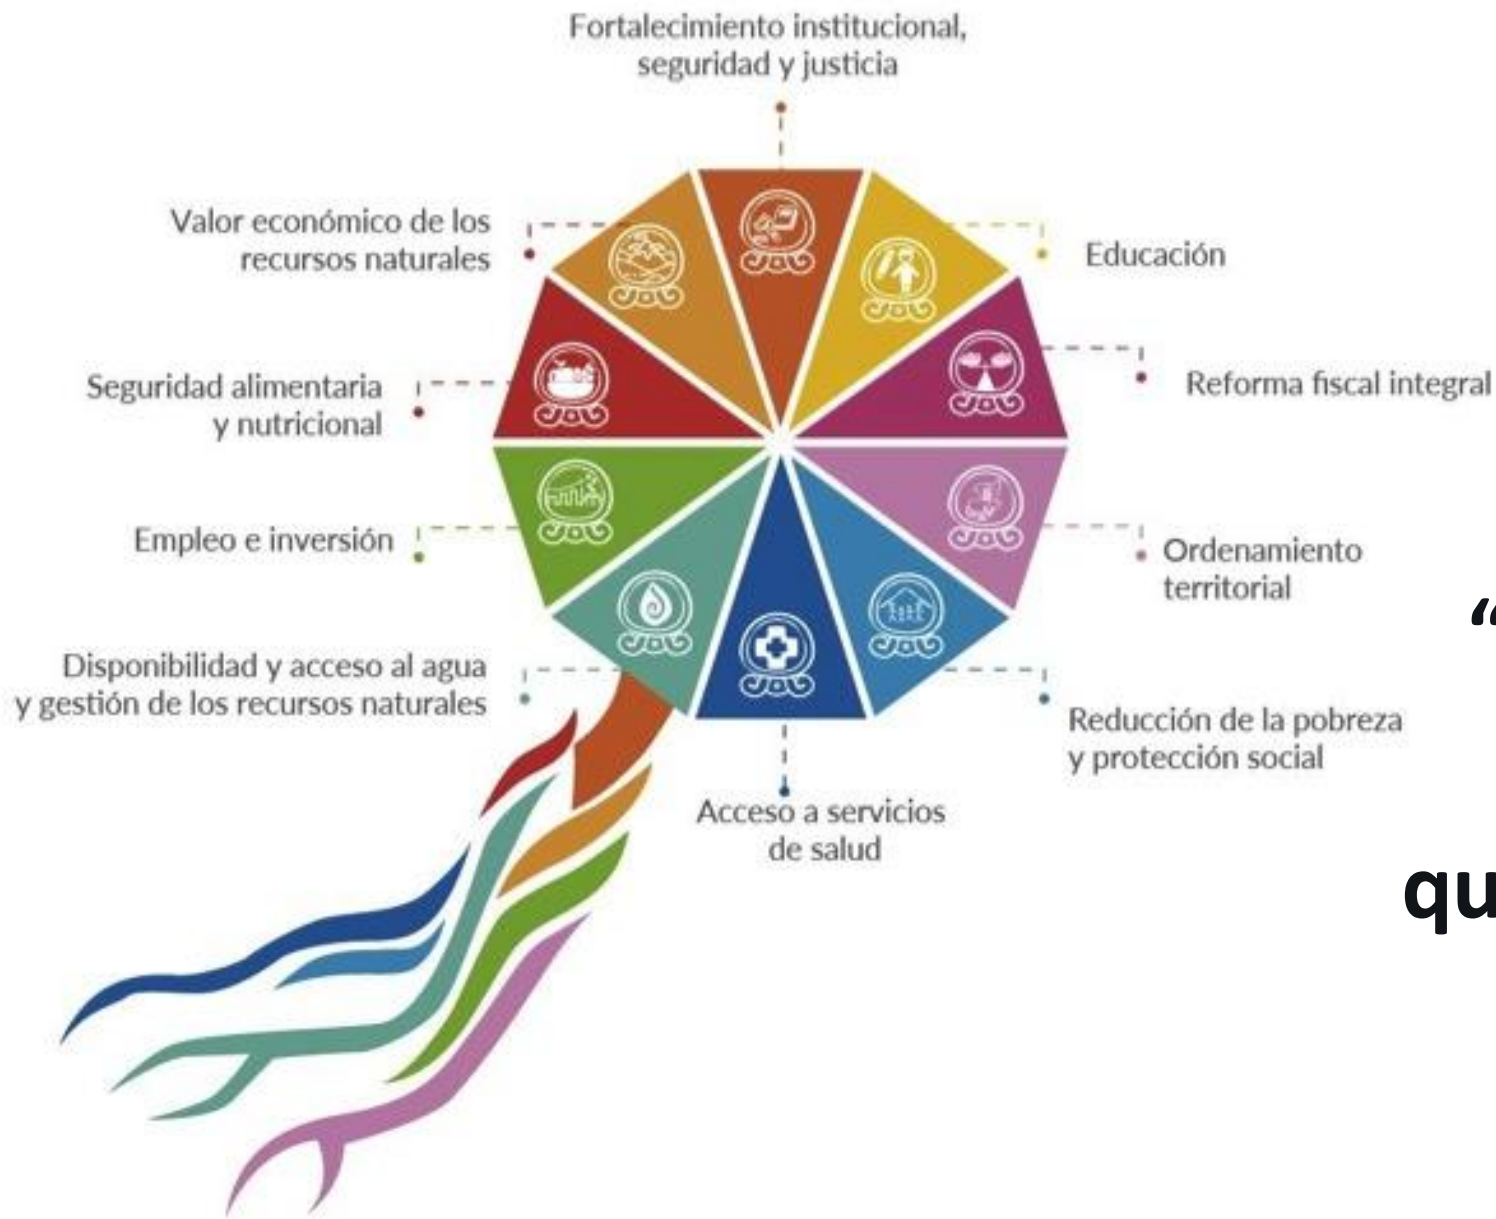 Fortalecimiento institucional,
seguridad y justicia
Valor económico de los
recursos naturales
Educación
Seguridad alimentaria
y nutricional
Reforma fiscal integral
Empleo e inversión
Ordenamiento
territorial
“
Disponibilidad y acceso al agua
y gestión de los recursos naturales
Reducción de la pobreza
y protección social
Acceso a servicios
de salud
qu